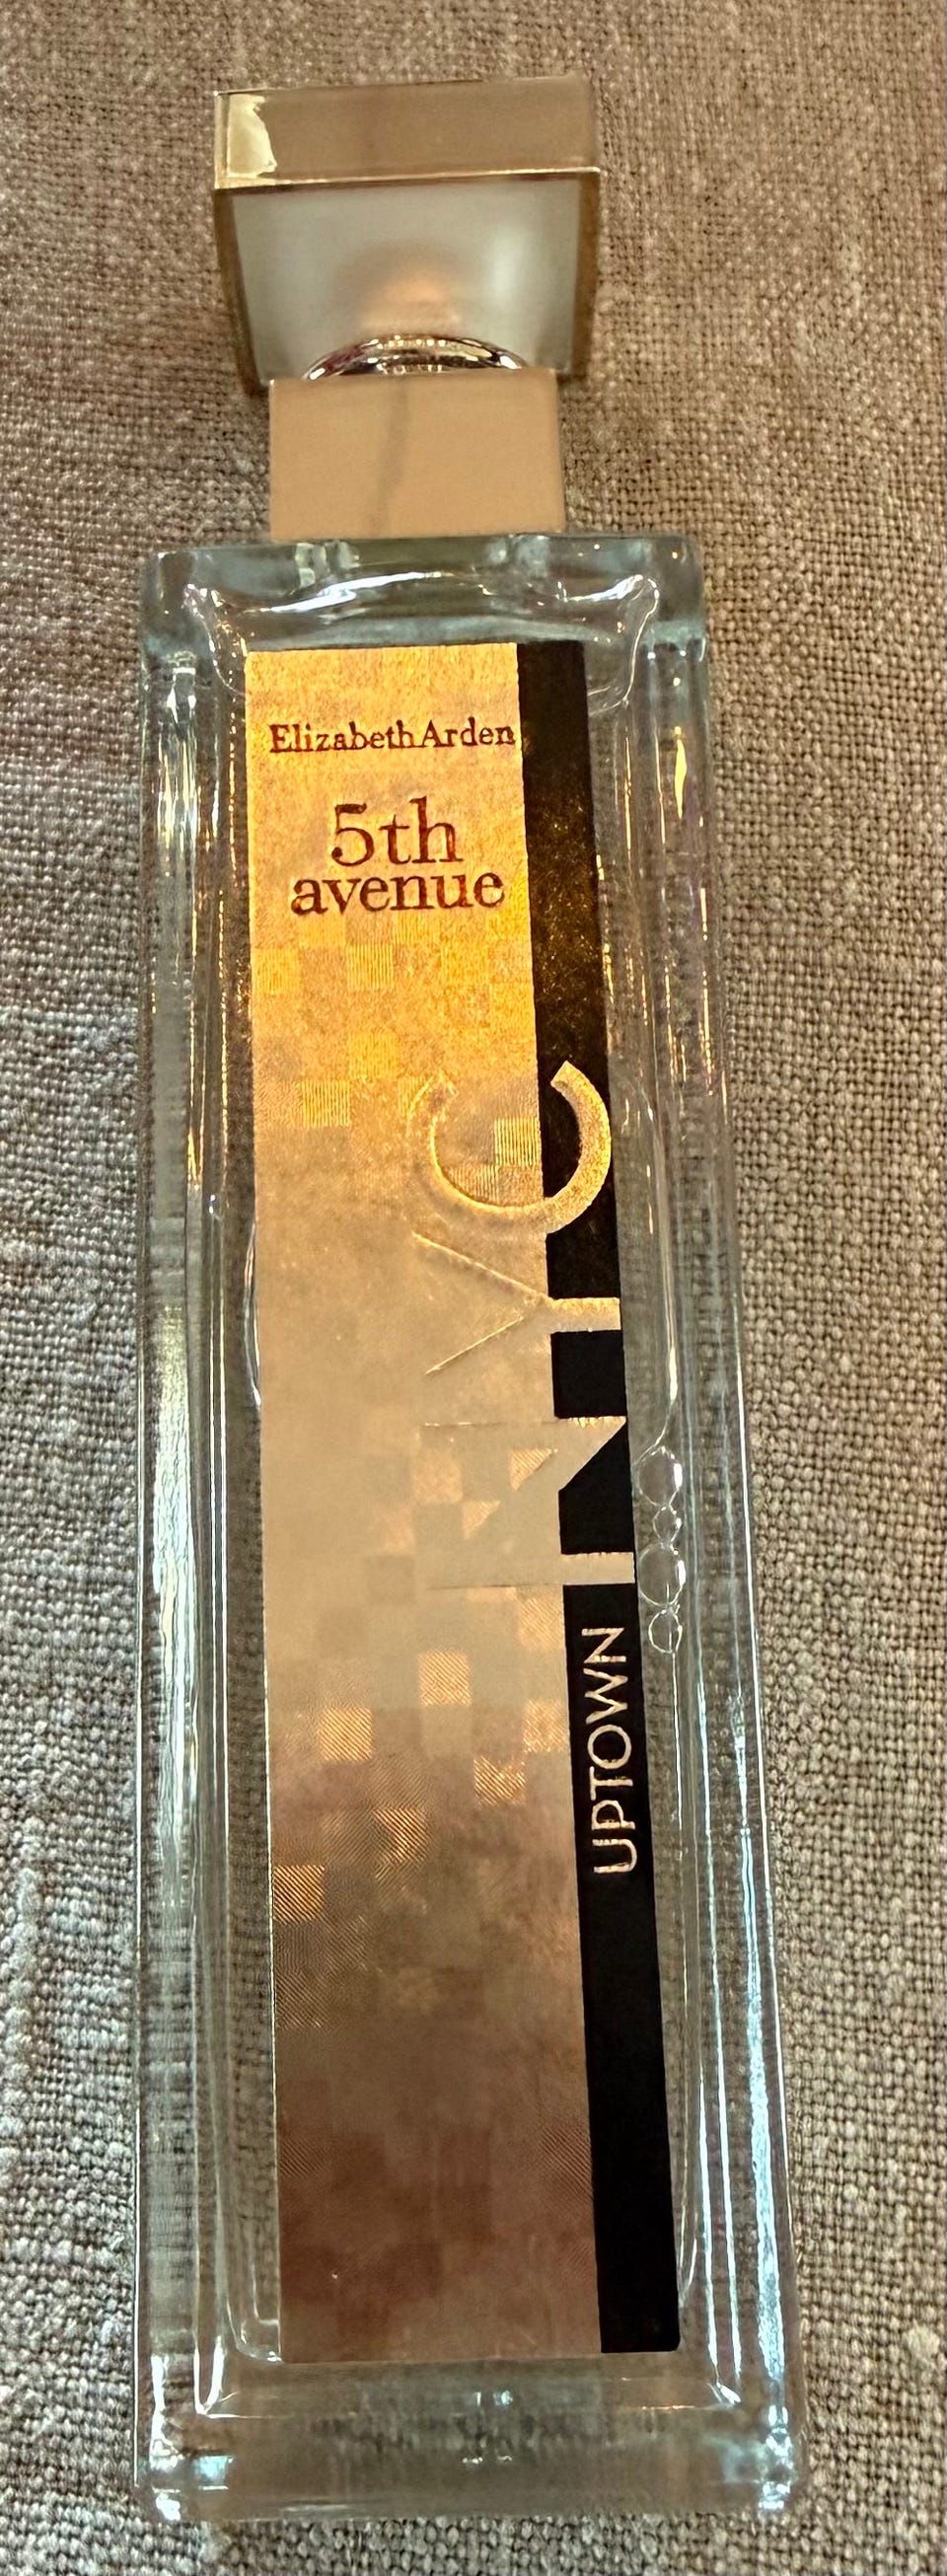 ElizabethArden
5th
avenue
NYC
UPTOWN